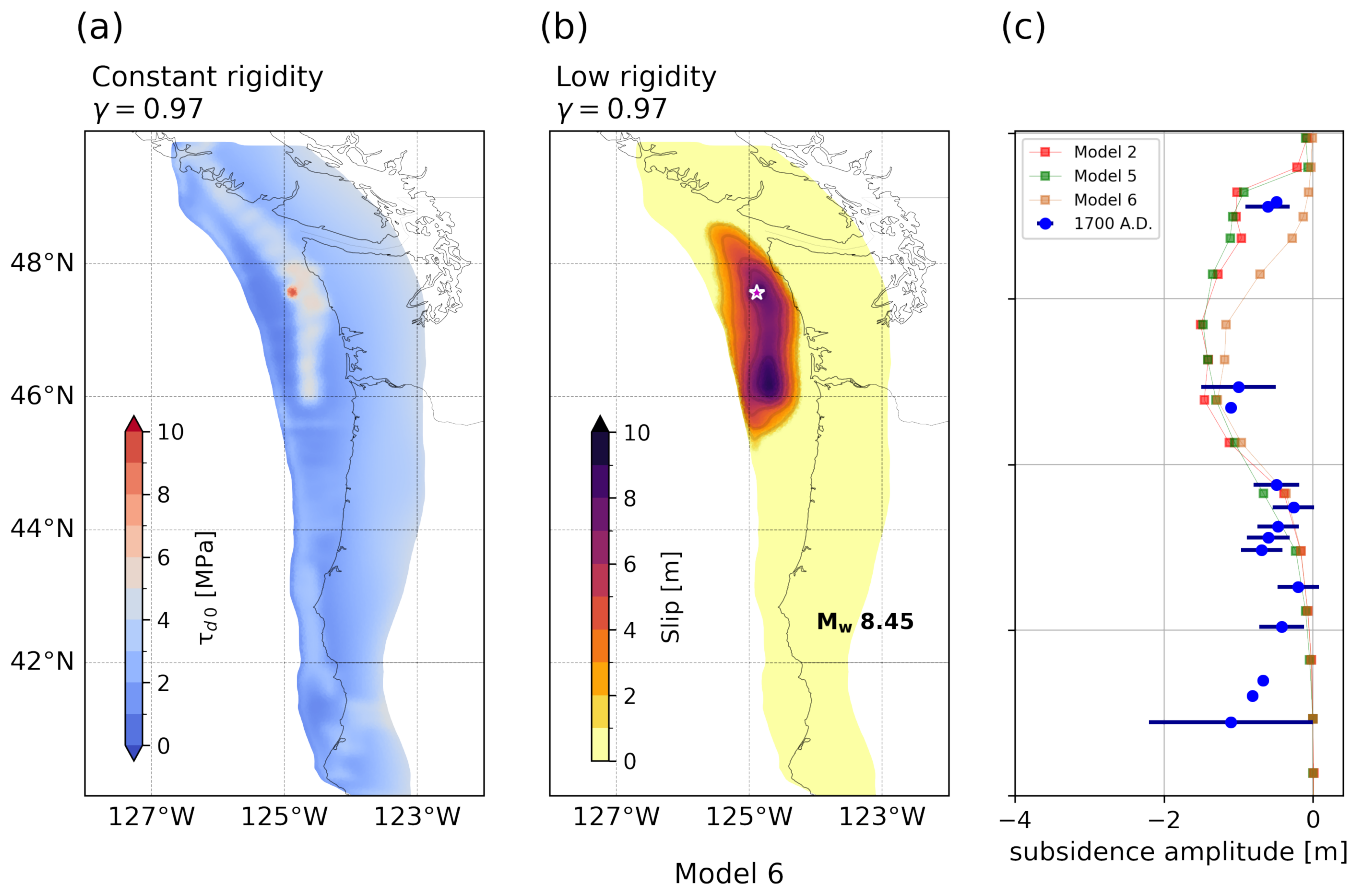 (a)
(b)
(c)
Constant rigidity
γ = 0.97
Low rigidity
γ = 0.97
48°N
46°N
44°N
42°N
127°W
125°W
123°W
10
8
6
4
2
0
τd0 [MPa]
127°W
125°W
123°W
10
8
6
4
2
0
Slip [m]
Mw 8.45
Model 2
Model 5
Model 6
1700 A.D.
−4
−2
0
subsidence amplitude [m]
Model 6